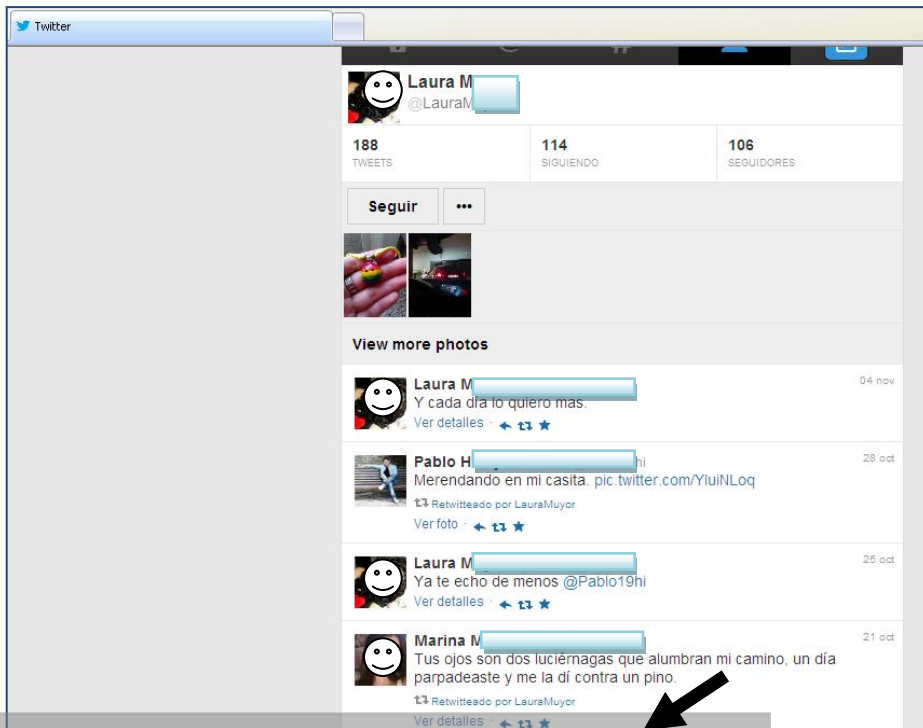 Twitter
Laura M
@LauraM
188
TWEETS
114
SIGUIENDO
106
SEGUIDORES
Seguir •••
View more photos
Laura M
04 nov
Y cada día lo quiero mas.
Ver detalles ·
Pablo H
hi
28 oct
Merendando en mi casita. pic.twitter.com/YluiNLoq
Retwitteado por LauraMuyor
Ver foto ·
Laura M
25 oct
Ya te echo de menos @Pablo19hi
Ver detalles ·
Marina M
21 oct
Tus ojos son dos luciérnagas que alumbran mi camino, un día
parpadeaste y me la dí contra un pino.
Retwitteado por LauraMuyor
Ver detalles ·